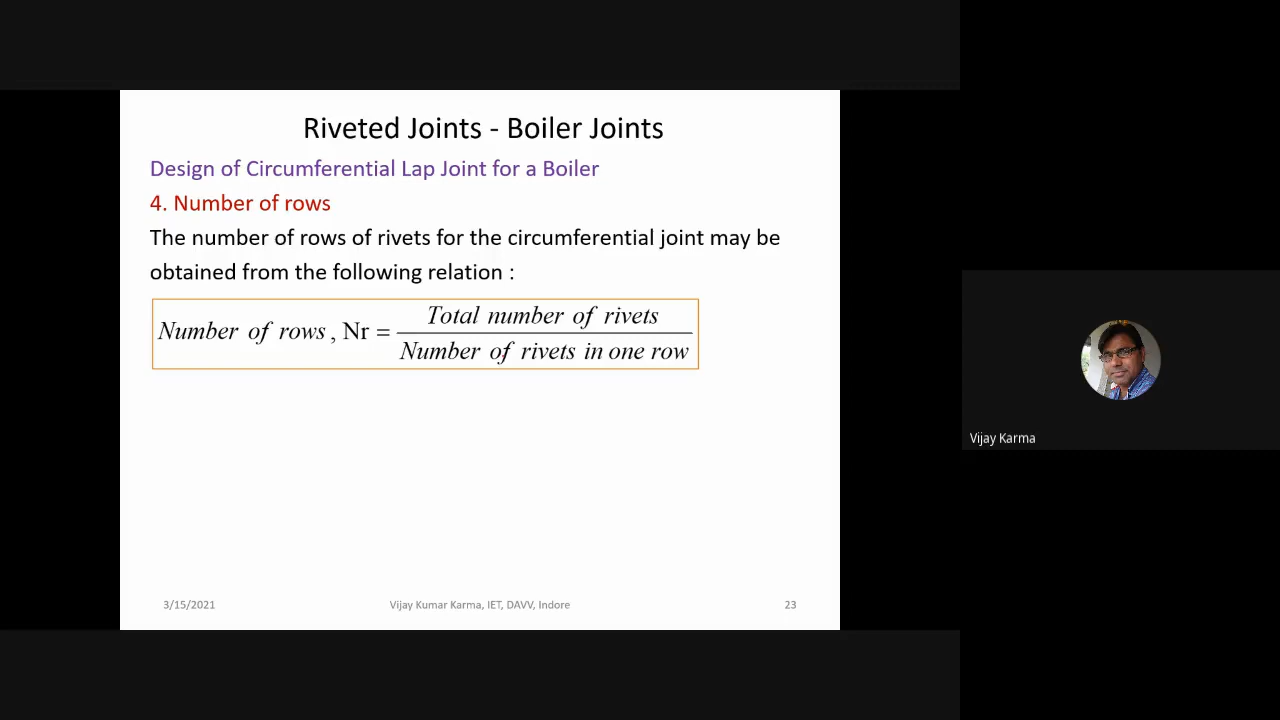 Riveted Joints - Boiler Joints
Design of Circumferential Lap Joint for a Boiler
4. Number of rows
The number of rows of rivets for the circumferential joint may be
obtained from the following relation :
Number of rows , Nr = Total number of rivets / Number of rivets in one row
3/15/2021 Vijay Kumar Karma, IET, DAVV, Indore 23
Vijay Karma